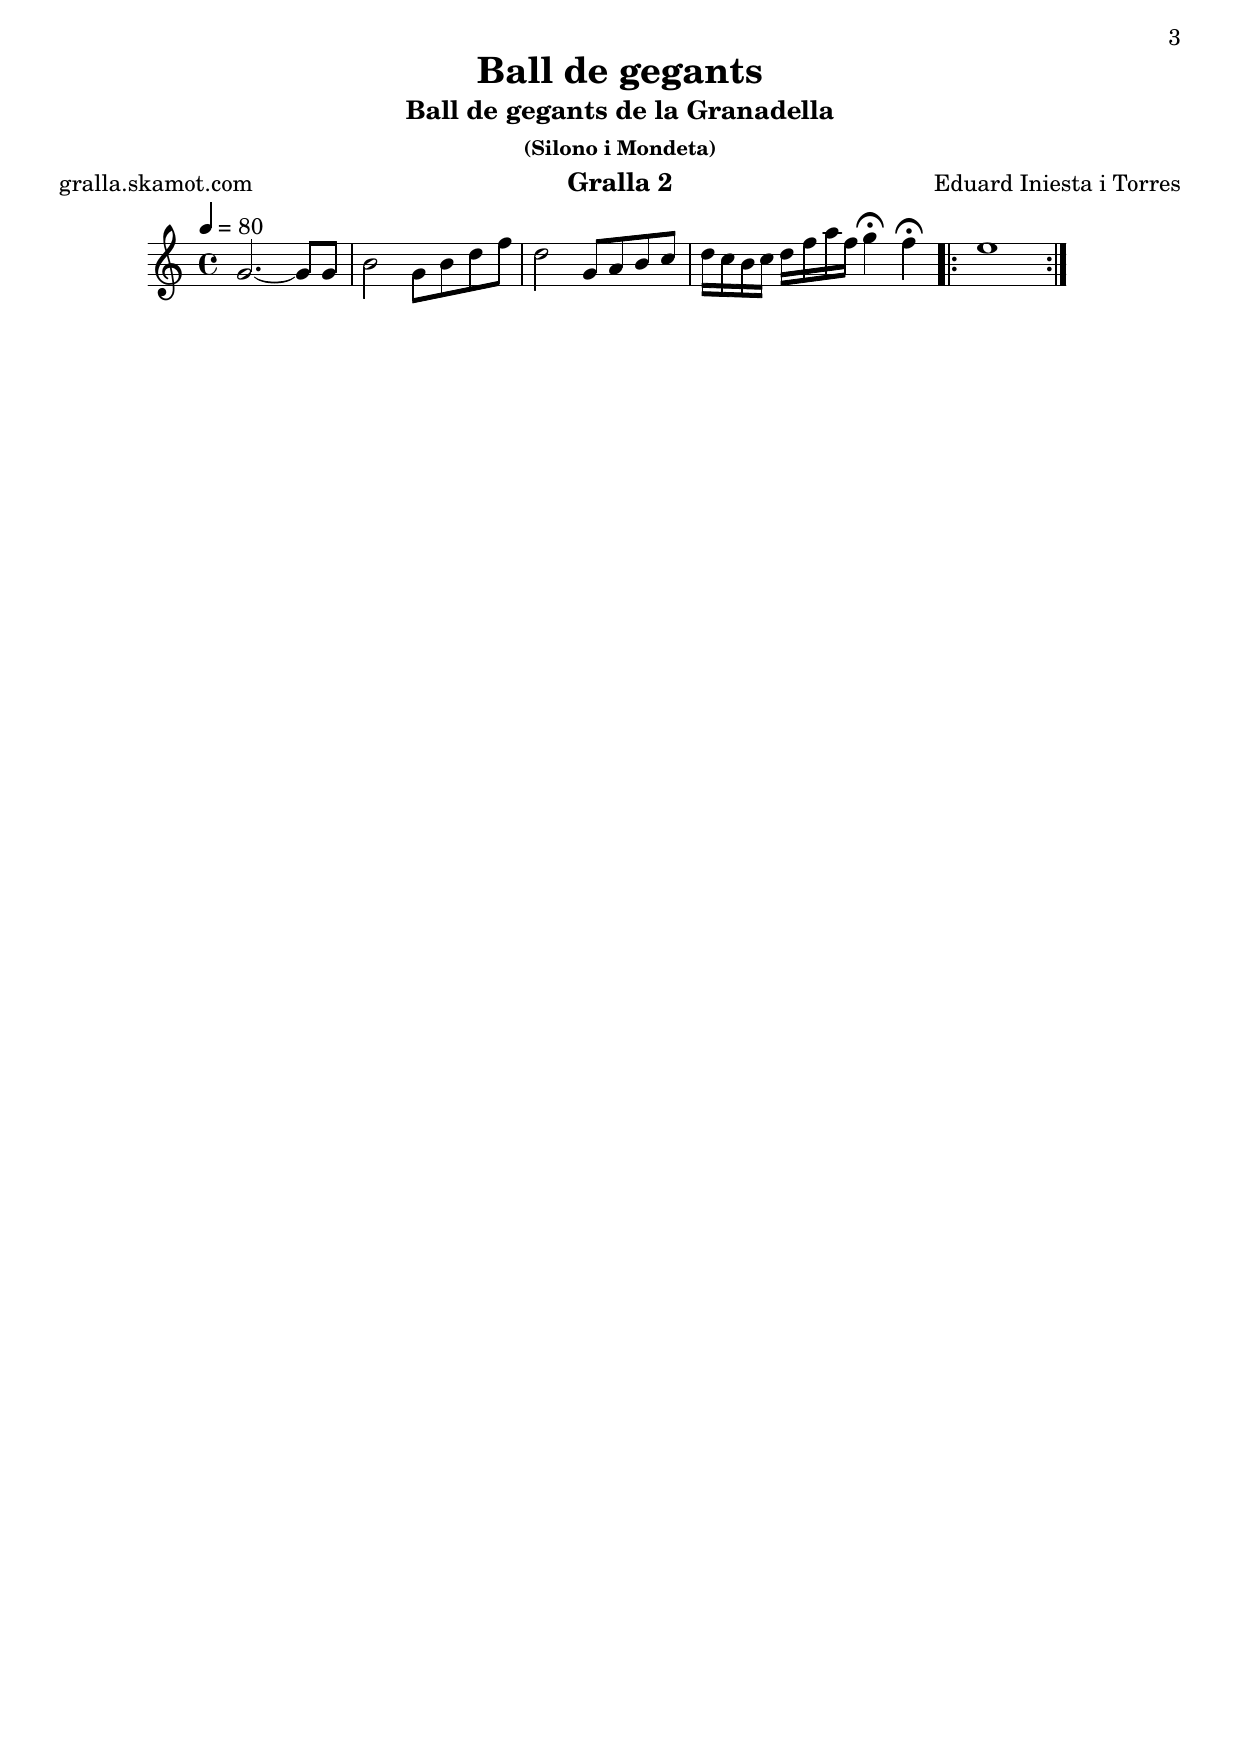 3
Ball de gegants
Ball de gegants de la Granadella
(Silono i Mondeta)
gralla.skamot.com Gralla 2 Eduard Iniesta i Torres
= 80